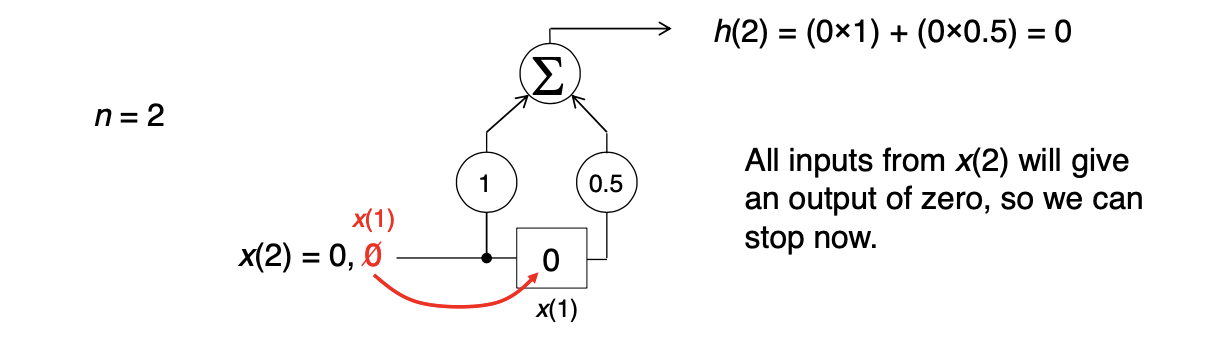 h(2) = (0×1) + (0×0.5) = 0
Σ
n = 2
All inputs from x(2) will give
an output of zero, so we can
stop now.
1
0.5
x(1)
x(2) = 0, 0
0
x(1)